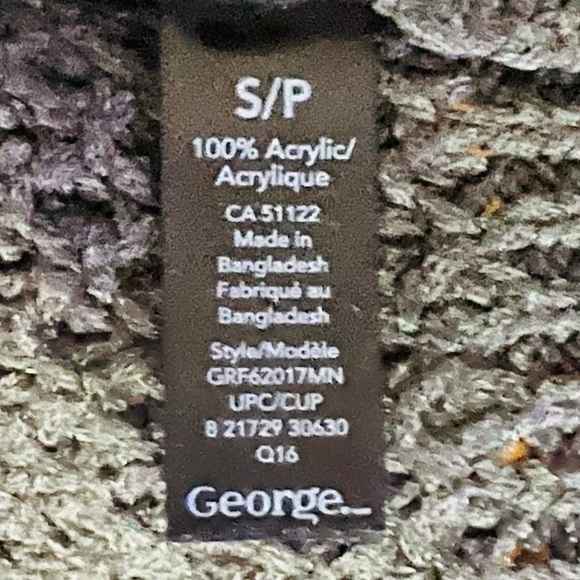 S/P
100% Acrylic/
Acrylique
CA 51122
Made in
Bangladesh
Fabriqué au
Bangladesh
Style/Modèle
GRF62017MN
UPC/CUP
8 21729 30630
Q16
George